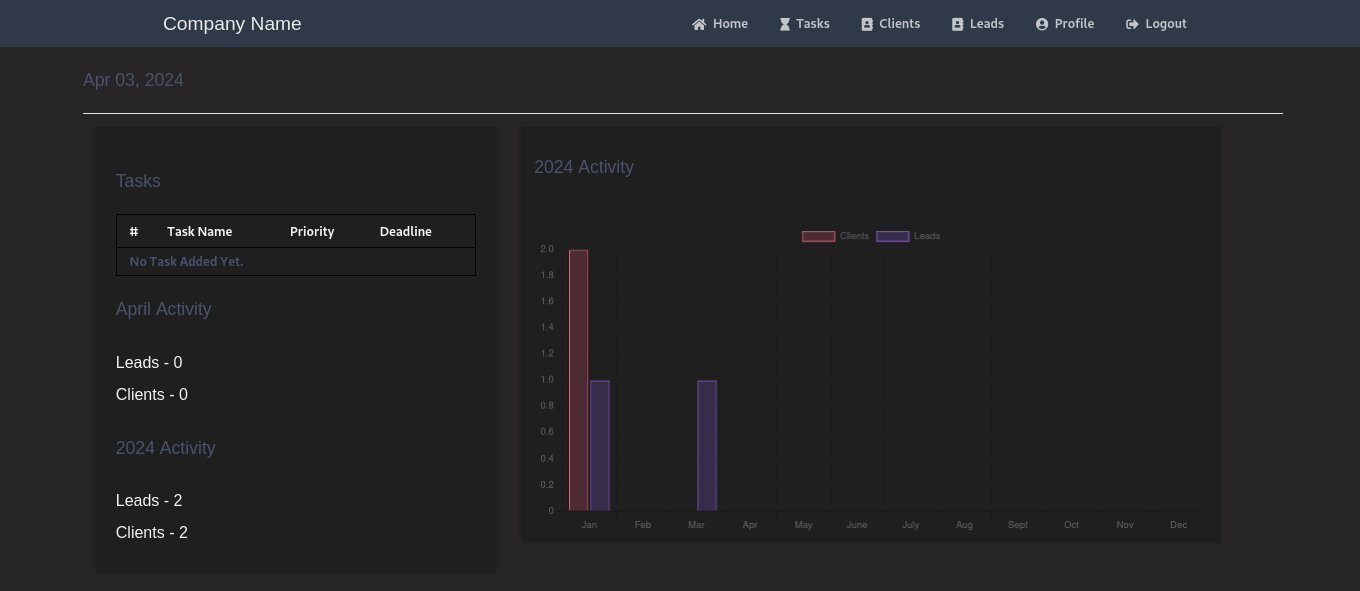 Company Name Home Tasks Clients Leads Profile Logout
Apr 03, 2024
Tasks
# Task Name Priority Deadline
No Task Added Yet.
April Activity
Leads - 0
Clients - 0
2024 Activity
Leads - 2
Clients - 2
2024 Activity
Clients Leads
2.0
1.8
1.6
1.4
1.2
1.0
0.8
0.6
0.4
0.2
0
Jan Feb Mar Apr May June July Aug Sept Oct Nov Dec